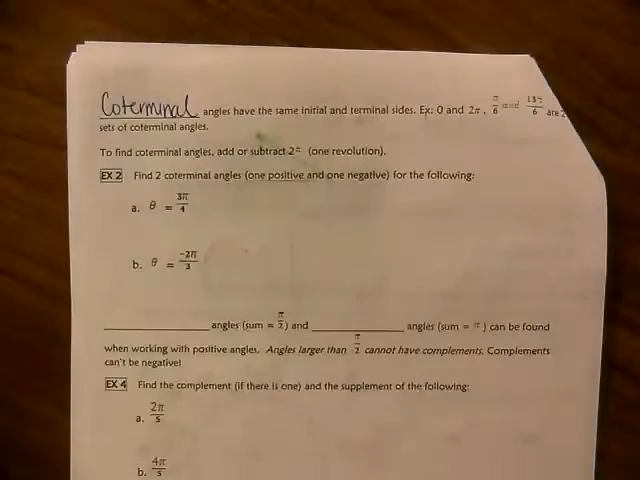 Coterminal angles have the same initial and terminal sides. Ex: 0 and 2π, π/6 and 13π/6 are 2
sets of coterminal angles.
To find coterminal angles, add or subtract 2π (one revolution).
EX 2 Find 2 coterminal angles (one positive and one negative) for the following:
a. θ = 3π/4
b. θ = -2π/3
____________ angles (sum = π/2) and ____________ angles (sum = π) can be found
when working with positive angles. Angles larger than π/2 cannot have complements. Complements
can't be negative!
EX 4 Find the complement (if there is one) and the supplement of the following:
a. 2π/5
b. 4π/5